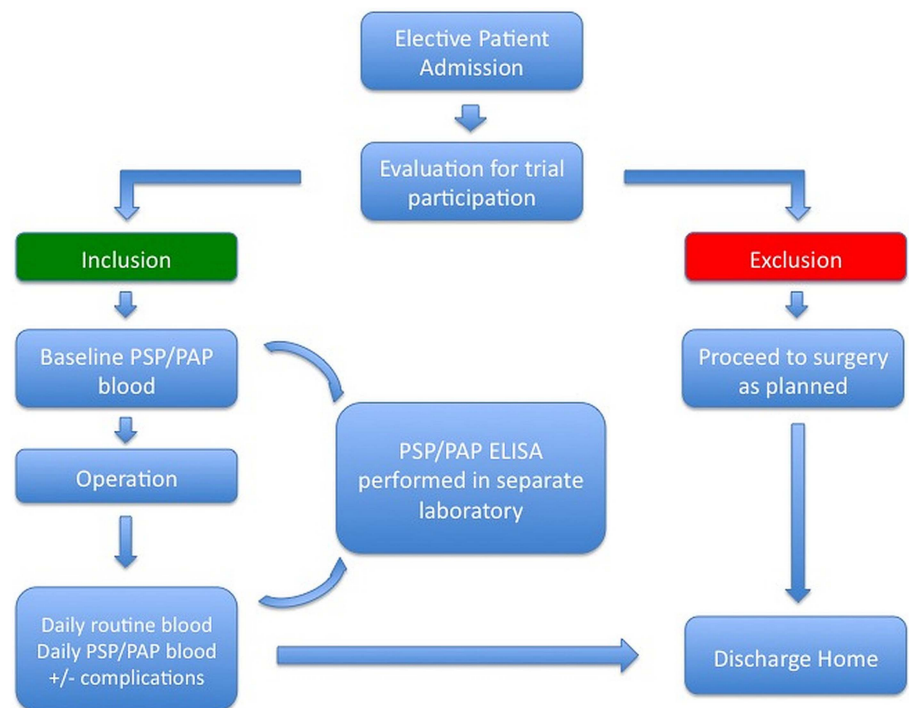 Elective Patient
Admission
Evaluation for trial
participation
Inclusion
Exclusion
Baseline PSP/PAP
blood
Proceed to surgery
as planned
PSP/PAP ELISA
performed in separate
laboratory
Operation
Daily routine blood
Daily PSP/PAP blood
+/- complications
Discharge Home